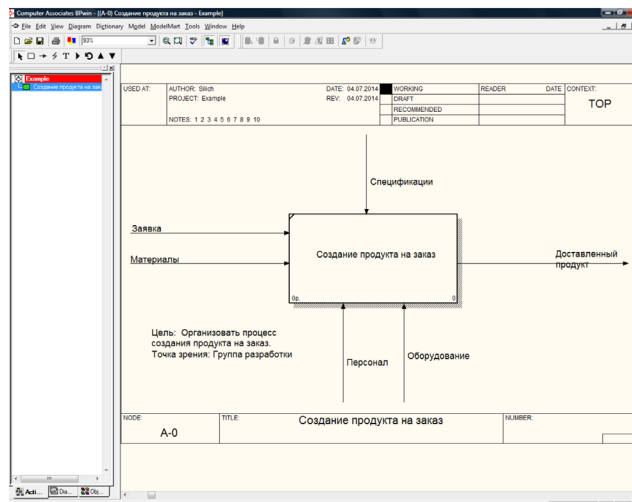 Computer Associates BPwin - [(A-0) Создание продукта на заказ - Example]
File Edit View Diagram Dictionary Model ModelMart Tools Window Help
93%
Example
Создание продукта на зак
USED AT:
AUTHOR: Silich
DATE: 04.07.2014
WORKING
READER
DATE
CONTEXT:
PROJECT: Example
REV: 04.07.2014
DRAFT
TOP
RECOMMENDED
NOTES: 1 2 3 4 5 6 7 8 9 10
PUBLICATION
Спецификации
Заявка
Материалы
Создание продукта на заказ
Доставленный
продукт
0р.
0
Цель: Организовать процесс
создания продукта на заказ.
Точка зрения: Группа разработки
Персонал
Оборудование
NODE:
TITLE:
NUMBER:
A-0
Создание продукта на заказ
Acti...
Dia...
Obj...